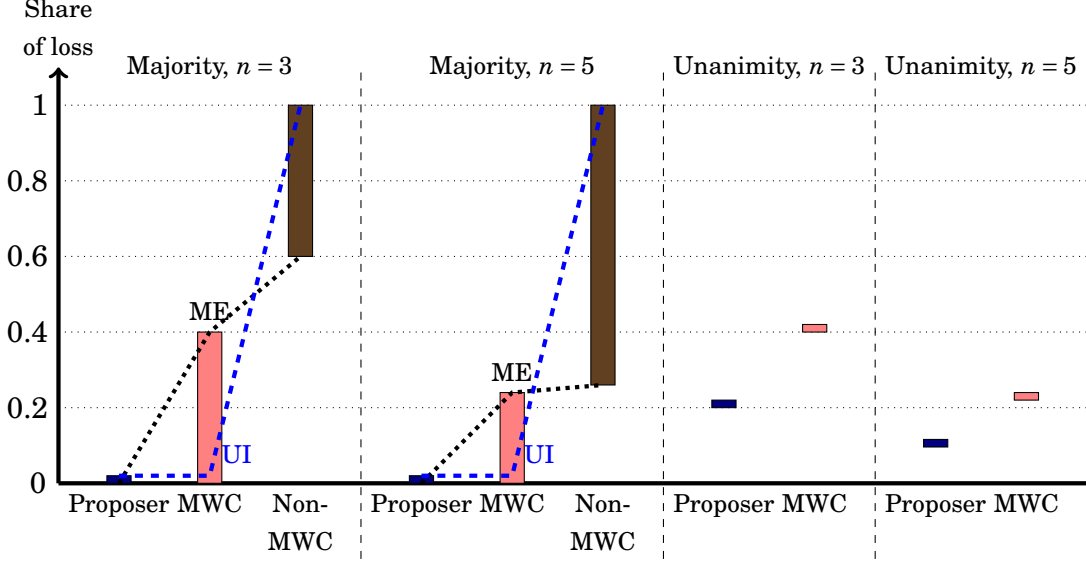 Share
of loss
Majority, n = 3
Majority, n = 5
Unanimity, n = 3
Unanimity, n = 5
1
0.8
0.6
0.4
0.2
0
ME
UI
ME
UI
Proposer MWC Non-
MWC
Proposer MWC Non-
MWC
Proposer MWC
Proposer MWC